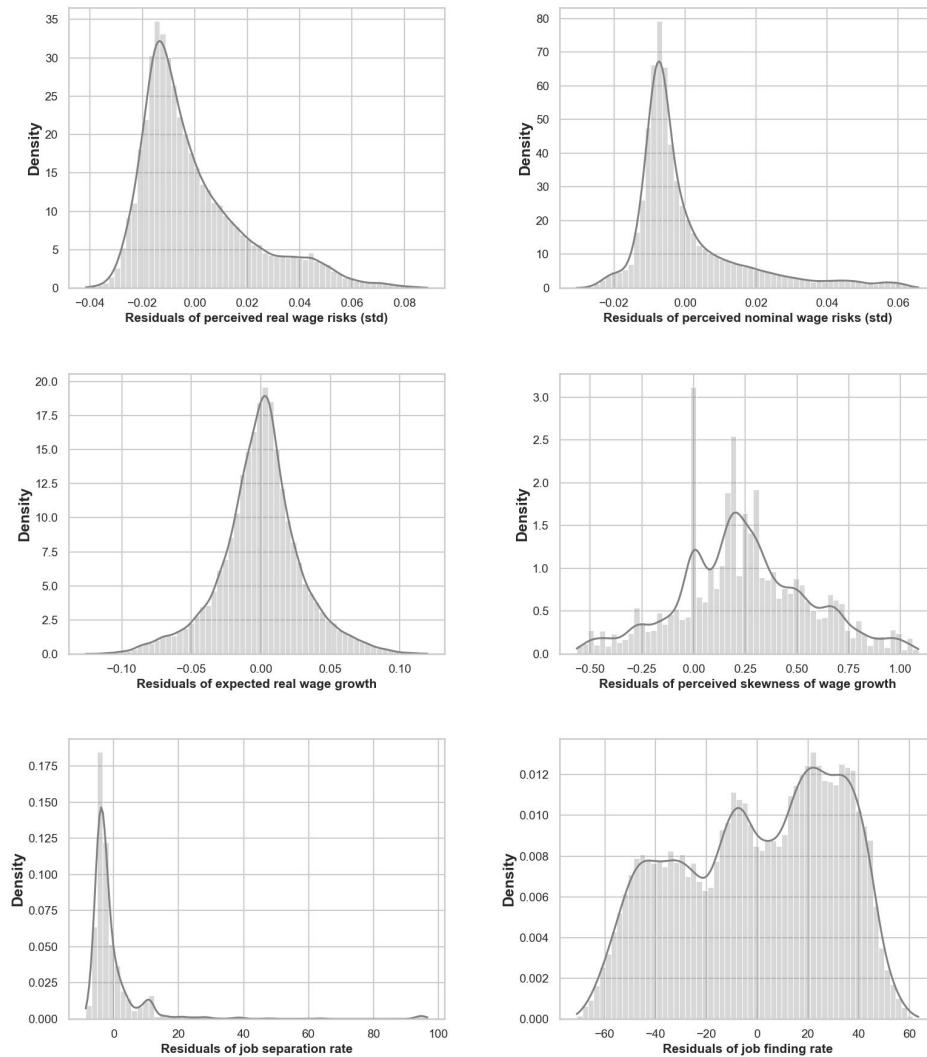 35
30
25
20
15
10
5
0
Density
−0.04 −0.02 0.00 0.02 0.04 0.06 0.08
Residuals of perceived real wage risks (std)
80
70
60
50
40
30
20
10
0
Density
−0.02 0.00 0.02 0.04 0.06
Residuals of perceived nominal wage risks (std)
20.0
17.5
15.0
12.5
10.0
7.5
5.0
2.5
0.0
Density
−0.10 −0.05 0.00 0.05 0.10
Residuals of expected real wage growth
3.0
2.5
2.0
1.5
1.0
0.5
0.0
Density
−0.50 −0.25 0.00 0.25 0.50 0.75 1.00
Residuals of perceived skewness of wage growth
0.175
0.150
0.125
0.100
0.075
0.050
0.025
0.000
Density
0 20 40 60 80 100
Residuals of job separation rate
0.012
0.010
0.008
0.006
0.004
0.002
0.000
Density
−60 −40 −20 0 20 40 60
Residuals of job finding rate